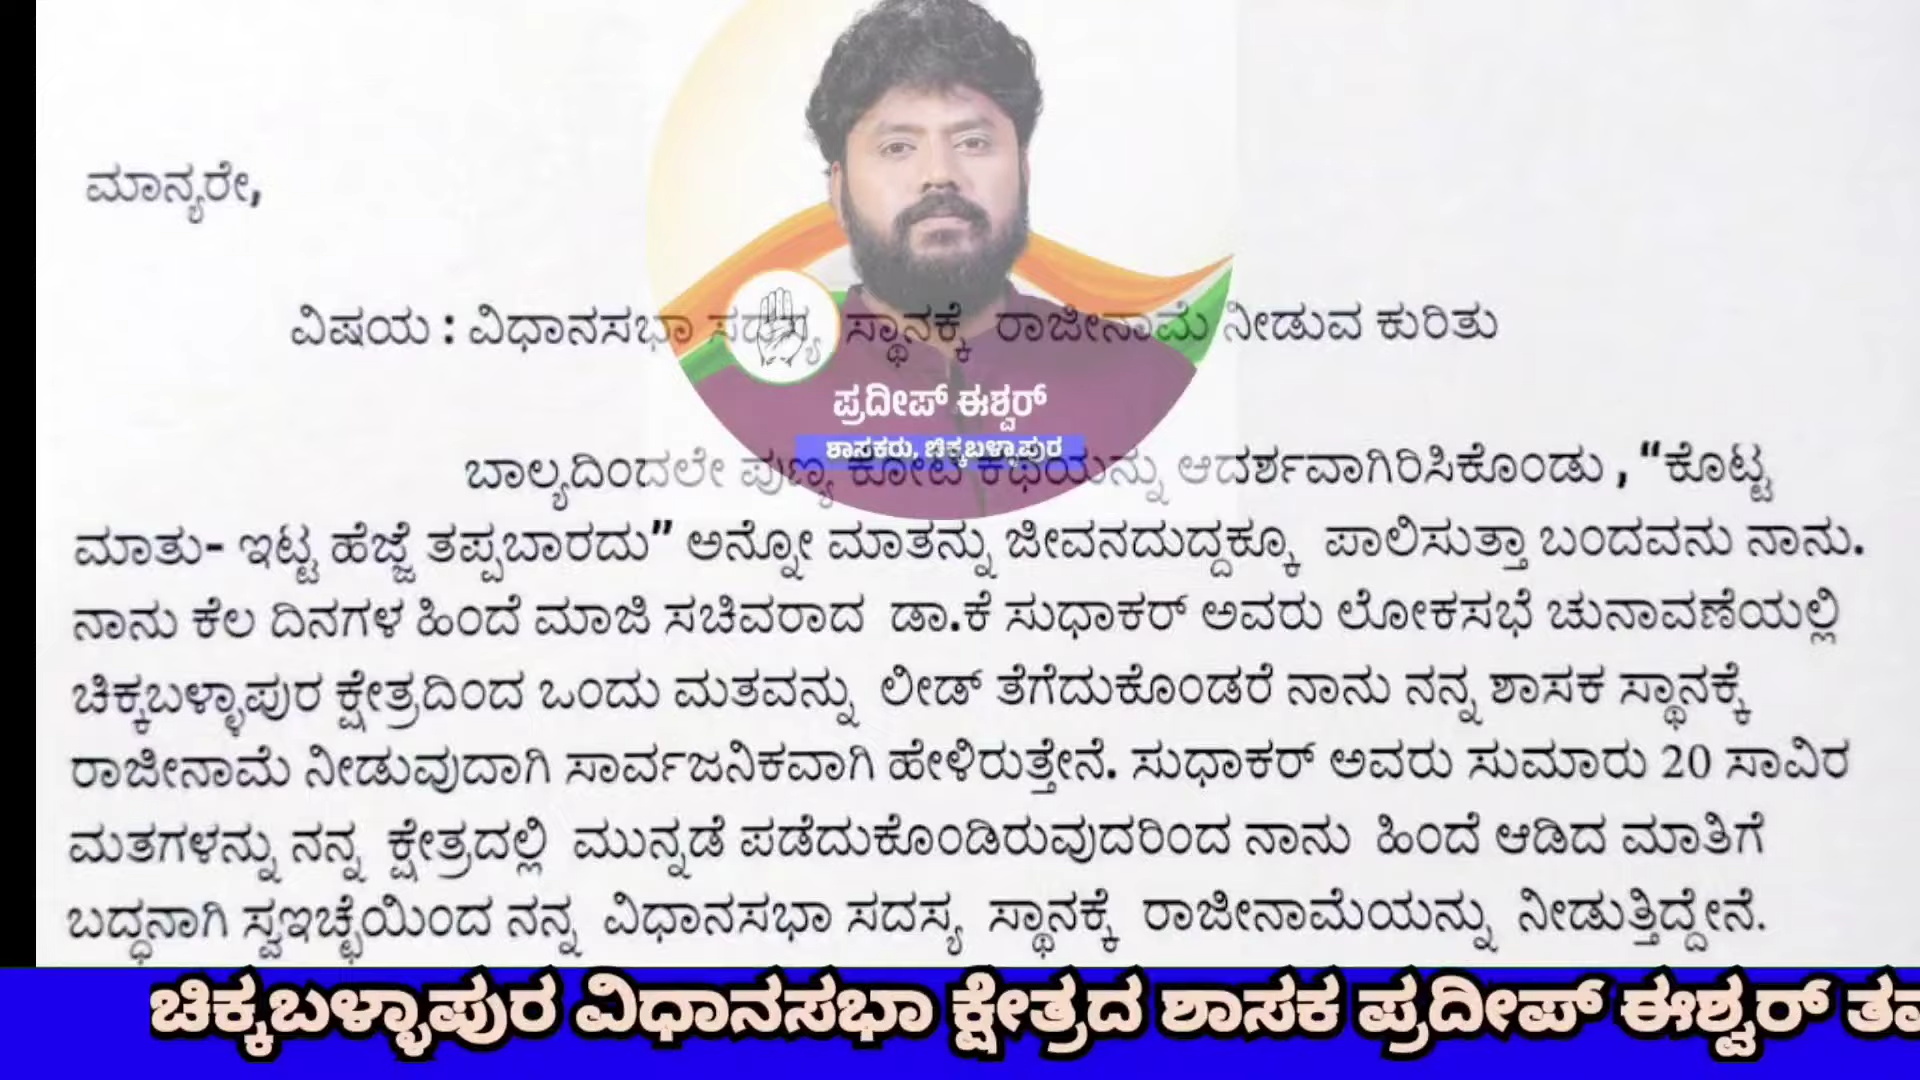 ಮಾನ್ಯರೇ,
ವಿಷಯ : ವಿಧಾನಸಭಾ ಸದಸ್ಯ ಸ್ಥಾನಕ್ಕೆ ರಾಜೀನಾಮೆ ನೀಡುವ ಕುರಿತು
ಪ್ರದೀಪ್ ಈಶ್ವರ್
ಶಾಸಕರು, ಚಿಕ್ಕಬಳ್ಳಾಪುರ
ಬಾಲ್ಯದಿಂದಲೇ ಪುಣ್ಯ ಕೋಟಿ ಕಥೆಯನ್ನು ಆದರ್ಶವಾಗಿರಿಸಿಕೊಂಡು , “ಕೊಟ್ಟ
ಮಾತು- ಇಟ್ಟ ಹೆಜ್ಜೆ ತಪ್ಪಬಾರದು” ಅನ್ನೋ ಮಾತನ್ನು ಜೀವನದುದ್ದಕ್ಕೂ ಪಾಲಿಸುತ್ತಾ ಬಂದವನು ನಾನು.
ನಾನು ಕೆಲ ದಿನಗಳ ಹಿಂದೆ ಮಾಜಿ ಸಚಿವರಾದ ಡಾ.ಕೆ ಸುಧಾಕರ್ ಅವರು ಲೋಕಸಭೆ ಚುನಾವಣೆಯಲ್ಲಿ
ಚಿಕ್ಕಬಳ್ಳಾಪುರ ಕ್ಷೇತ್ರದಿಂದ ಒಂದು ಮತವನ್ನು ಲೀಡ್ ತೆಗೆದುಕೊಂಡರೆ ನಾನು ನನ್ನ ಶಾಸಕ ಸ್ಥಾನಕ್ಕೆ
ರಾಜೀನಾಮೆ ನೀಡುವುದಾಗಿ ಸಾರ್ವಜನಿಕವಾಗಿ ಹೇಳಿರುತ್ತೇನೆ. ಸುಧಾಕರ್ ಅವರು ಸುಮಾರು 20 ಸಾವಿರ
ಮತಗಳನ್ನು ನನ್ನ ಕ್ಷೇತ್ರದಲ್ಲಿ ಮುನ್ನಡೆ ಪಡೆದುಕೊಂಡಿರುವುದರಿಂದ ನಾನು ಹಿಂದೆ ಆಡಿದ ಮಾತಿಗೆ
ಬದ್ಧನಾಗಿ ಸ್ವಇಚ್ಛೆಯಿಂದ ನನ್ನ ವಿಧಾನಸಭಾ ಸದಸ್ಯ ಸ್ಥಾನಕ್ಕೆ ರಾಜೀನಾಮೆಯನ್ನು ನೀಡುತ್ತಿದ್ದೇನೆ.
ಚಿಕ್ಕಬಳ್ಳಾಪುರ ವಿಧಾನಸಭಾ ಕ್ಷೇತ್ರದ ಶಾಸಕ ಪ್ರದೀಪ್ ಈಶ್ವರ್